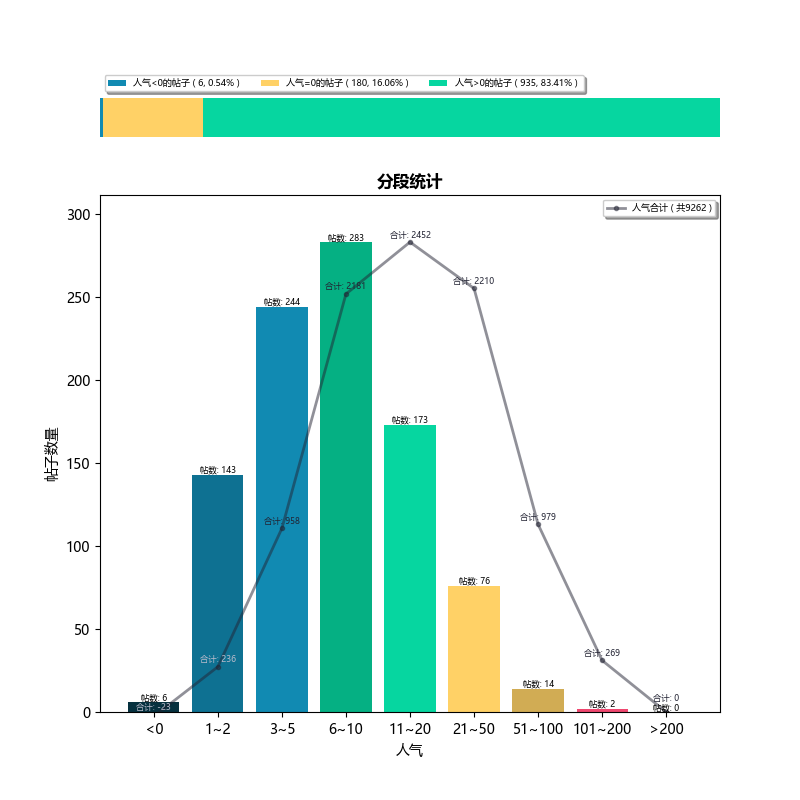 人气<0的帖子 ( 6, 0.54% ) 人气=0的帖子 ( 180, 16.06% ) 人气>0的帖子 ( 935, 83.41% )
分段统计
人气合计 ( 共9262 )
300
250
200
150
100
50
0
帖子数量
帖数: 6
合计: -23
帖数: 143
合计: 236
帖数: 244
合计: 958
帖数: 283
合计: 2181
合计: 2452
帖数: 173
合计: 2210
帖数: 76
合计: 979
帖数: 14
合计: 269
帖数: 2
合计: 0
帖数: 0
<0 1~2 3~5 6~10 11~20 21~50 51~100 101~200 >200
人气